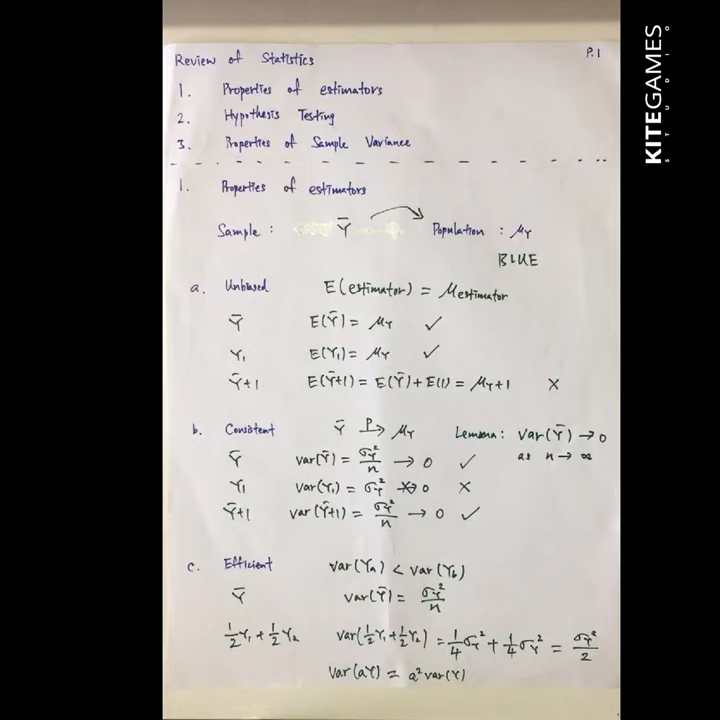 Review of Statistics P.1
1. Properties of estimators
2. Hypothesis Testing
3. Properties of Sample Variance
1. Properties of estimators
Sample : Ȳ → Population : μY
BLUE
a. Unbiased E(estimator) = μestimator
Ȳ E(Ȳ) = μY ✓
Y₁ E(Y₁) = μY ✓
Ȳ+1 E(Ȳ+1) = E(Ȳ) + E(1) = μY+1 ×
b. Consistent Ȳ P→ μY Lemma: Var(Ȳ) → 0
as n → ∞
Ȳ var(Ȳ) = σY²/n → 0 ✓
Y₁ var(Y₁) = σY² ↛ 0 ×
Ȳ+1 var(Ȳ+1) = σY²/n → 0 ✓
c. Efficient var(Ya) < var(Yb)
Ȳ var(Ȳ) = σY²/n
½Y₁ + ½Y₂ var(½Y₁ + ½Y₂) = ¼σY² + ¼σY² = σY²/2
Var(aY) = a² var(Y)
KITEGAMES
STUDIO